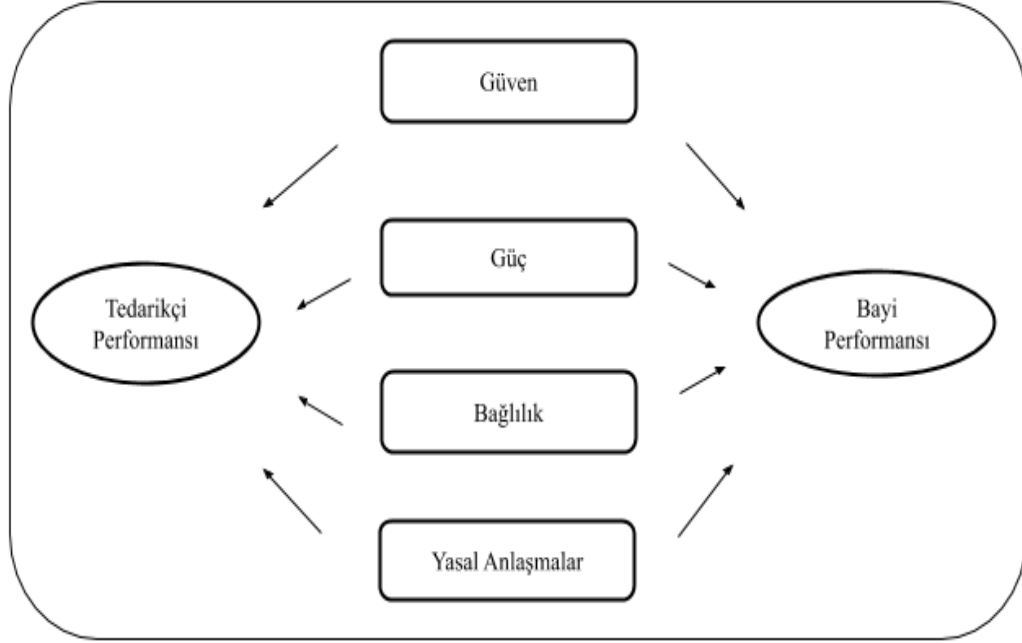 Güven
Güç
Tedarikçi
Performansı
Bayi
Performansı
Bağlılık
Yasal Anlaşmalar